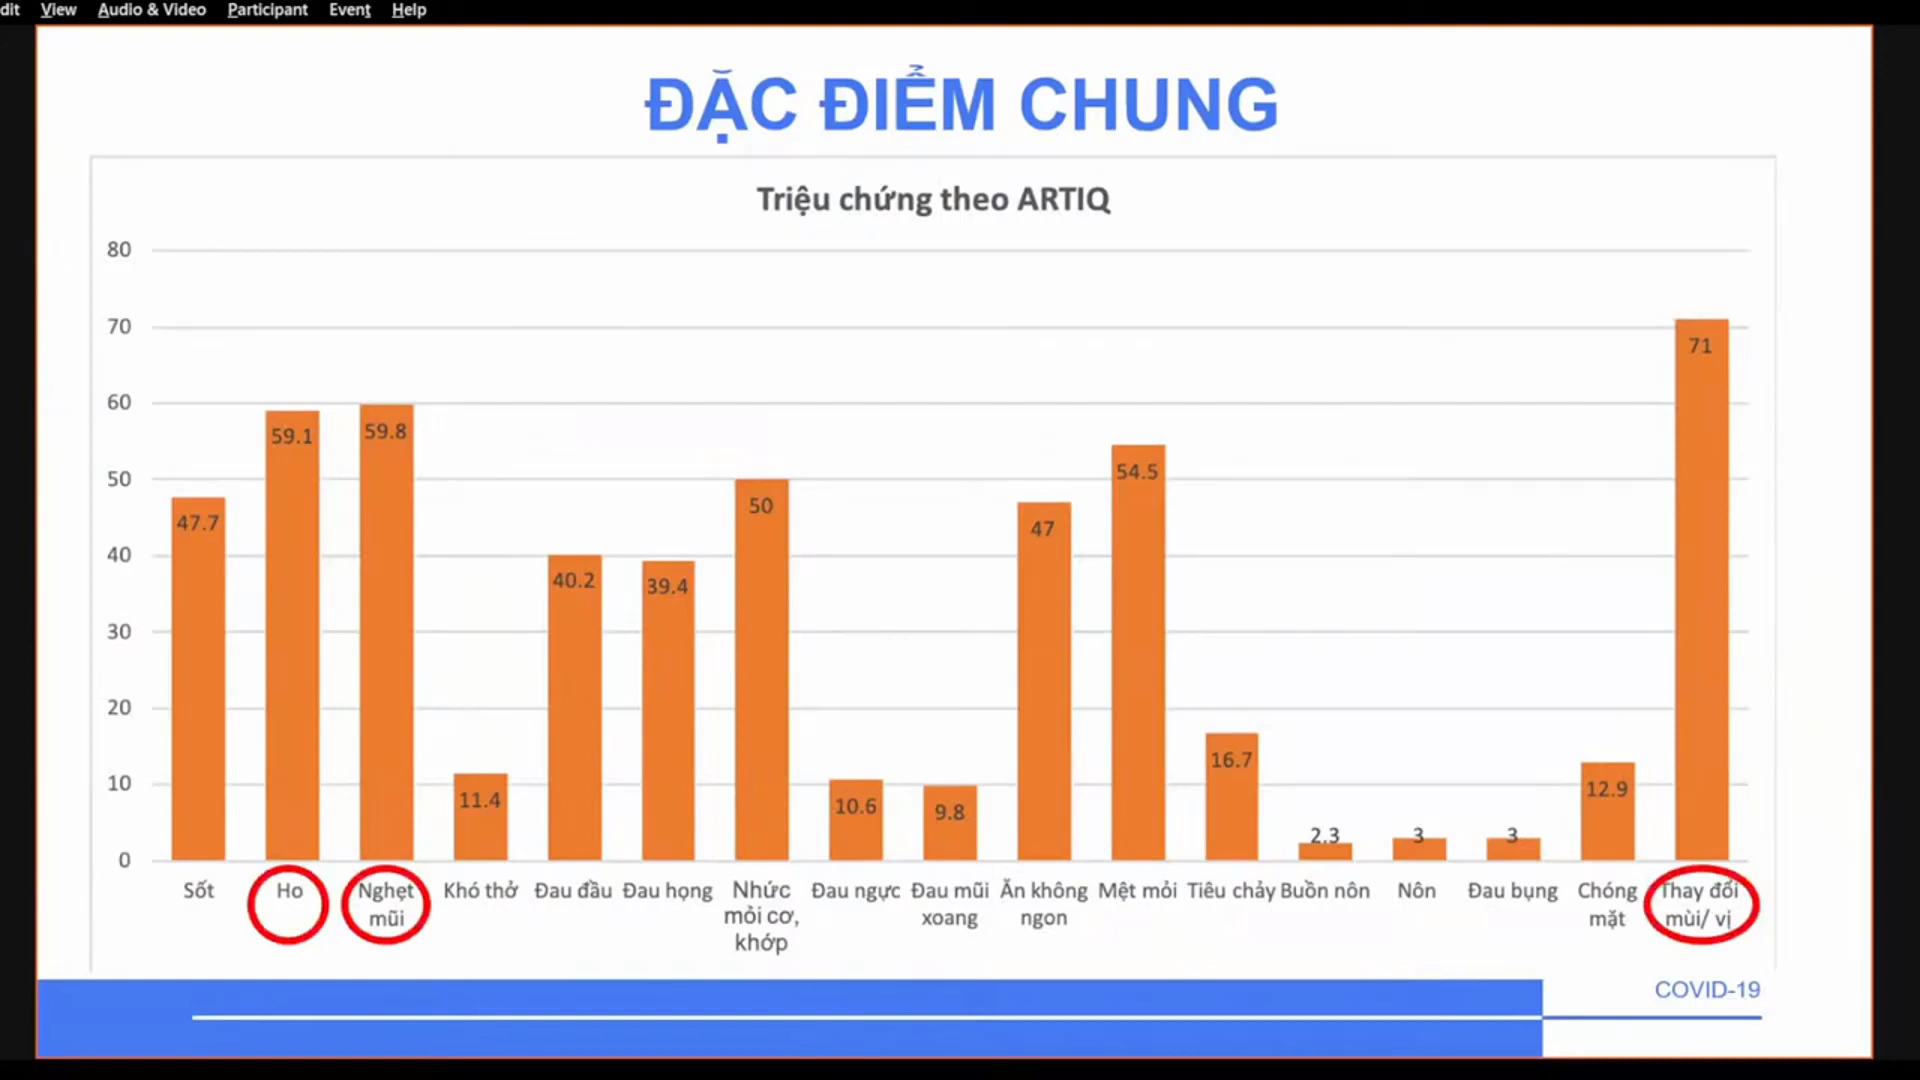 dit View Audio & Video Participant Event Help
ĐẶC ĐIỂM CHUNG
Triệu chứng theo ARTIQ
80
70
60
50
40
30
20
10
0
47.7
59.1
59.8
11.4
40.2
39.4
50
10.6
9.8
47
54.5
16.7
2.3
3
3
12.9
71
Sốt
Ho
Nghẹt
mũi
Khó thở
Đau đầu
Đau họng
Nhức
mỏi cơ,
khớp
Đau ngực
Đau mũi
xoang
Ăn không
ngon
Mệt mỏi
Tiêu chảy
Buồn nôn
Nôn
Đau bụng
Chóng
mặt
Thay đổi
mùi/ vị
COVID-19